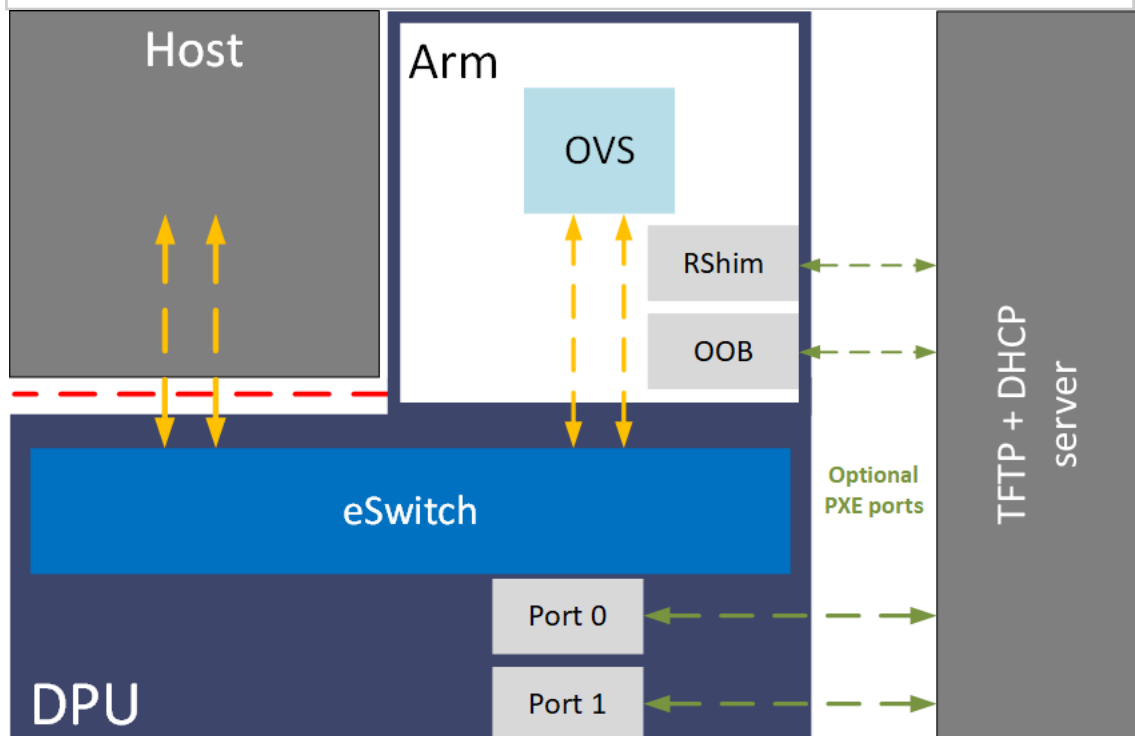 Host
Arm
OVS
RShim
OOB
TFTP + DHCP
server
Optional
PXE ports
eSwitch
Port 0
Port 1
DPU